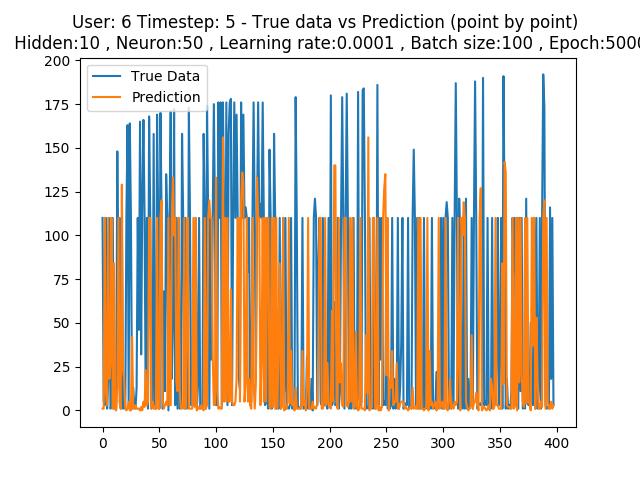 User: 6 Timestep: 5 - True data vs Prediction (point by point)
Hidden:10 , Neuron:50 , Learning rate:0.0001 , Batch size:100 , Epoch:5000
200
True Data
Prediction
175
150
125
100
75
50
25
0
0 50 100 150 200 250 300 350 400